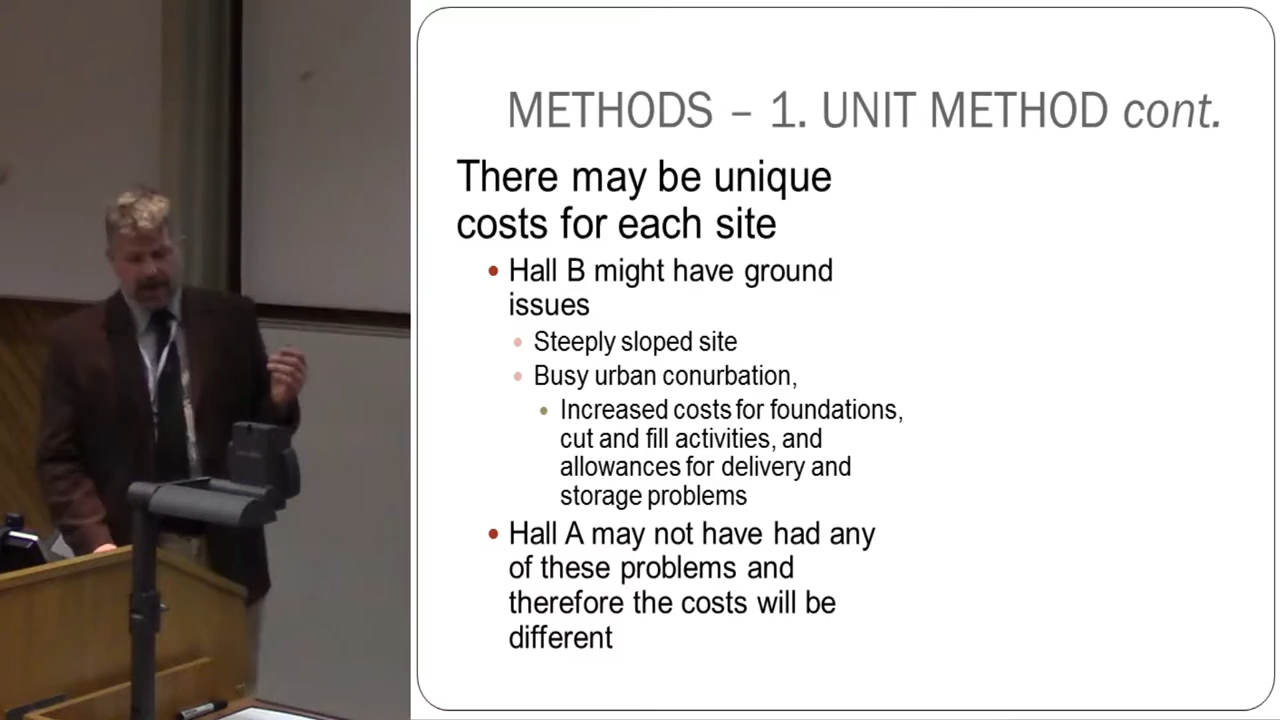 METHODS – 1. UNIT METHOD cont.
There may be unique
costs for each site
• Hall B might have ground
issues
• Steeply sloped site
• Busy urban conurbation,
• Increased costs for foundations,
cut and fill activities, and
allowances for delivery and
storage problems
• Hall A may not have had any
of these problems and
therefore the costs will be
different